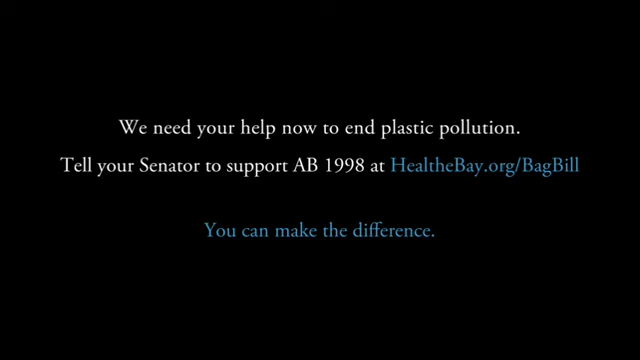 We need your help now to end plastic pollution.
Tell your Senator to support AB 1998 at HealtheBay.org/BagBill
You can make the difference.